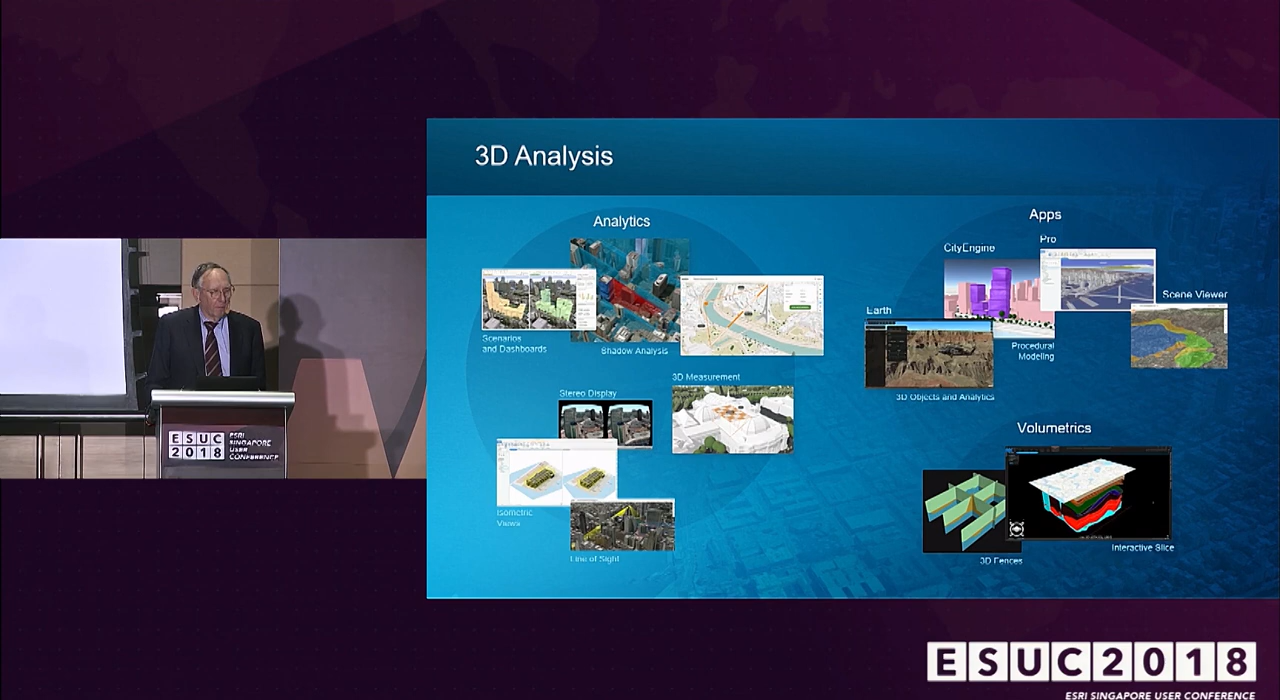 3D Analysis
Analytics
Scenarios
and Dashboards
Shadow Analysis
Stereo Display
3D Measurement
Isometric
Views
Line of Sight
Apps
CityEngine
Pro
Scene Viewer
Earth
Procedural
Modeling
3D Objects and Analytics
Volumetrics
3D Fences
Interactive Slice
ESUC
2018
ESRI
SINGAPORE
USER
CONFERENCE
ESUC2018
ESRI SINGAPORE USER CONFERENCE